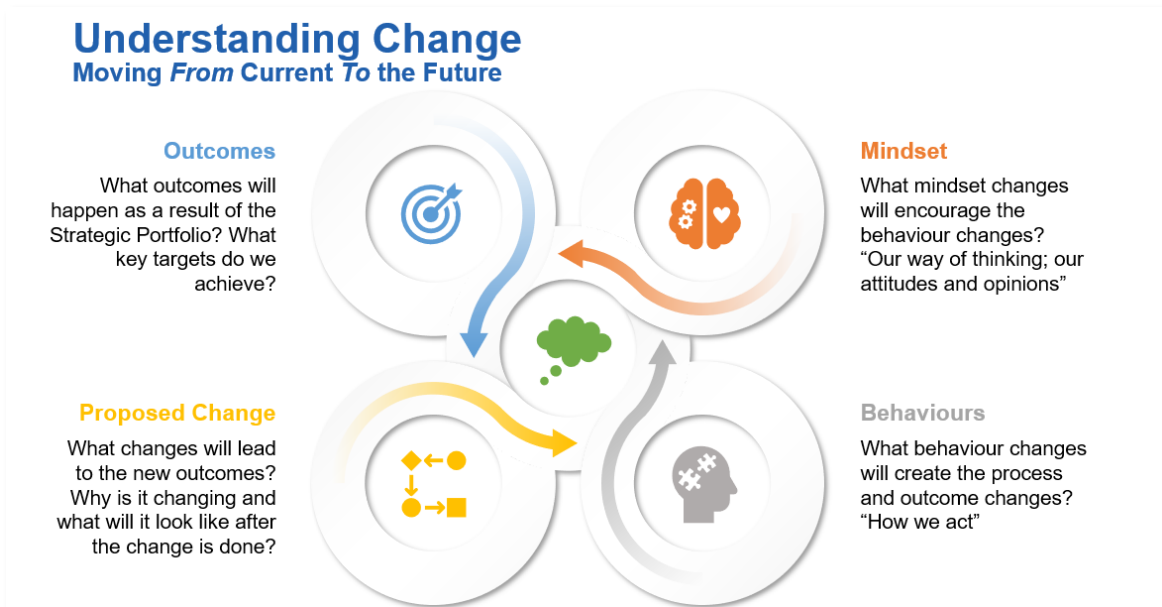 Understanding Change
Moving From Current To the Future
Outcomes
What outcomes will
happen as a result of the
Strategic Portfolio? What
key targets do we
achieve?
Mindset
What mindset changes
will encourage the
behaviour changes?
“Our way of thinking; our
attitudes and opinions”
Proposed Change
What changes will lead
to the new outcomes?
Why is it changing and
what will it look like after
the change is done?
Behaviours
What behaviour changes
will create the process
and outcome changes?
“How we act”